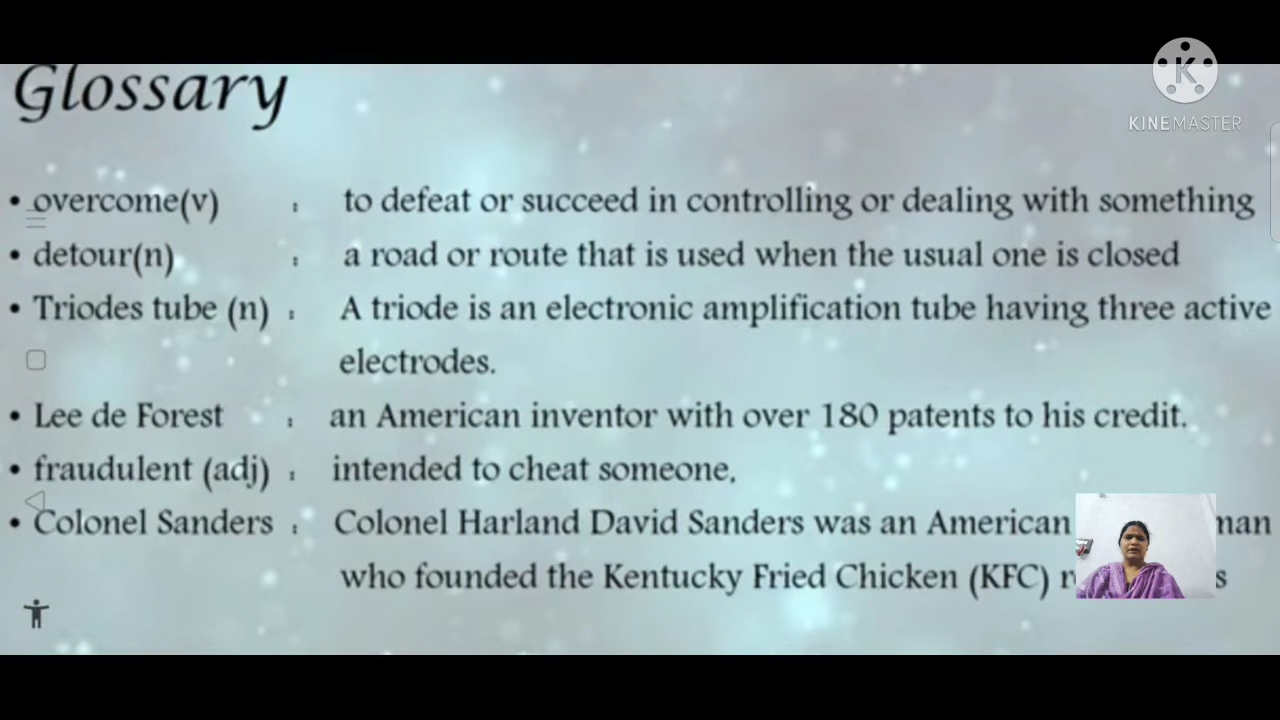 Glossary
KINEMASTER
• overcome(v) : to defeat or succeed in controlling or dealing with something
• detour(n) : a road or route that is used when the usual one is closed
• Triodes tube (n) : A triode is an electronic amplification tube having three active
electrodes.
• Lee de Forest : an American inventor with over 180 patents to his credit.
• fraudulent (adj) : intended to cheat someone.
• Colonel Sanders : Colonel Harland David Sanders was an American
who founded the Kentucky Fried Chicken (KFC)